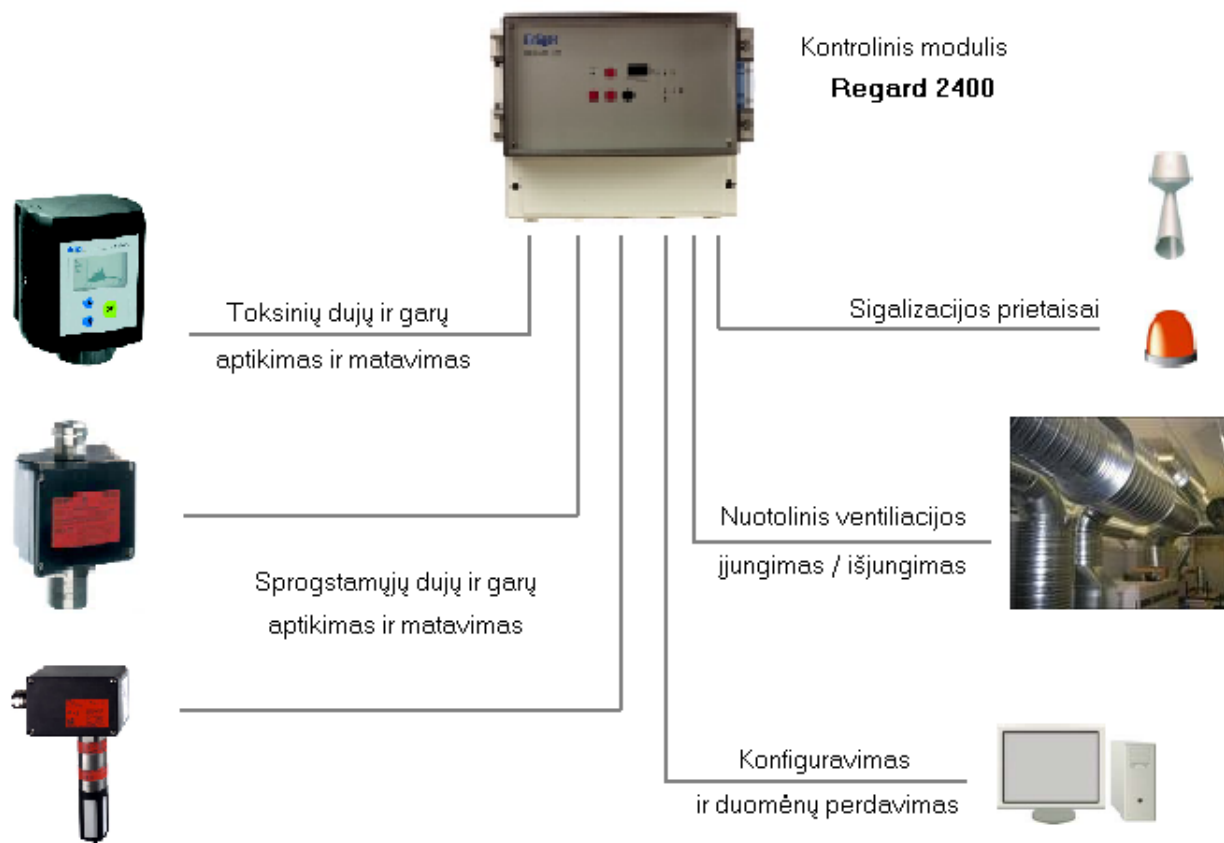 Kontrolinis modulis
Regard 2400
Toksinių dujų ir garų
aptikimas ir matavimas
Sigalizacijos prietaisai
Nuotolinis ventiliacijos
įjungimas / išjungimas
Sprogstamųjų dujų ir garų
aptikimas ir matavimas
Konfiguravimas
ir duomėnų perdavimas